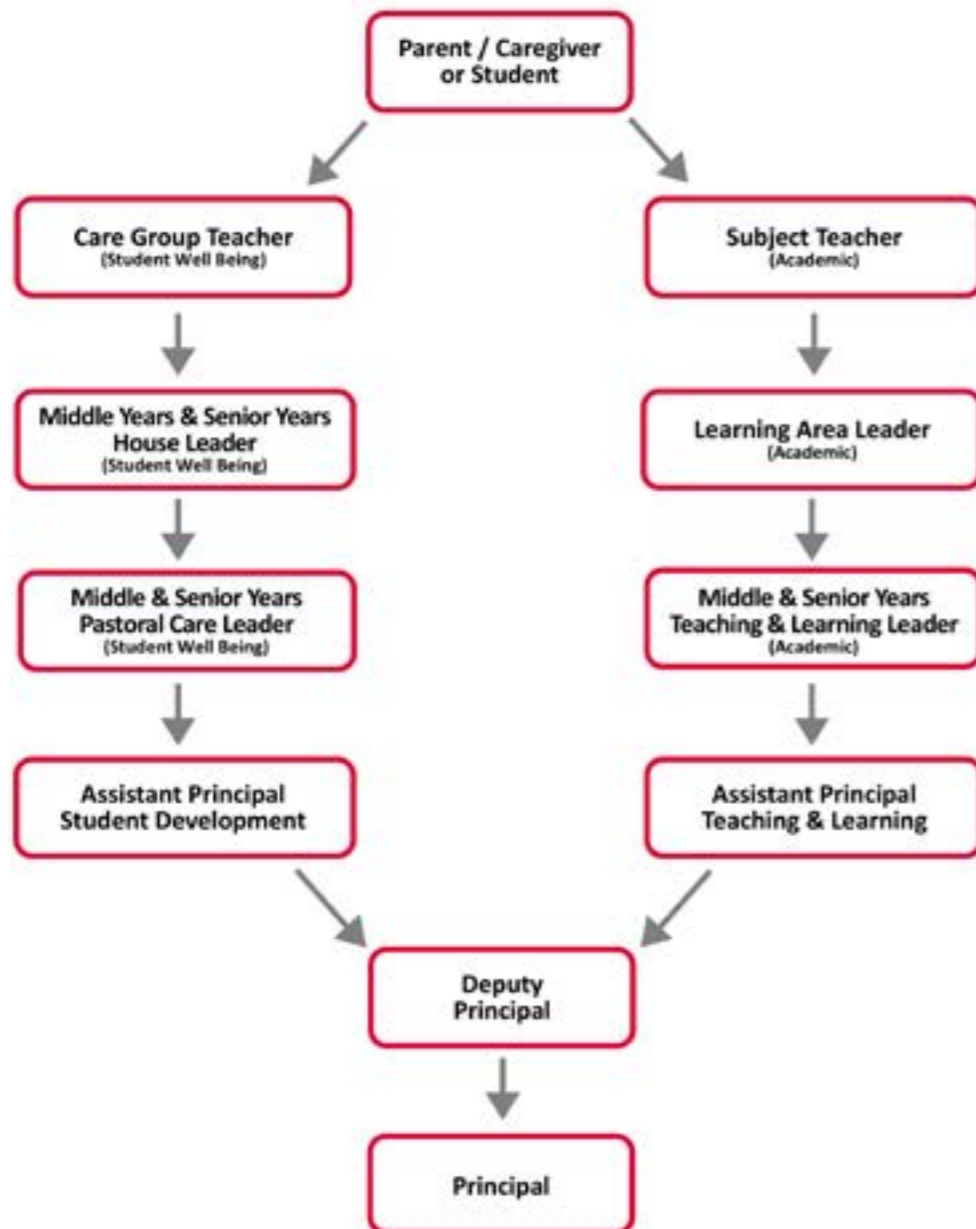 Parent / Caregiver
or Student
Care Group Teacher
(Student Well Being)
Subject Teacher
(Academic)
Middle Years & Senior Years
House Leader
(Student Well Being)
Learning Area Leader
(Academic)
Middle & Senior Years
Pastoral Care Leader
(Student Well Being)
Middle & Senior Years
Teaching & Learning Leader
(Academic)
Assistant Principal
Student Development
Assistant Principal
Teaching & Learning
Deputy
Principal
Principal